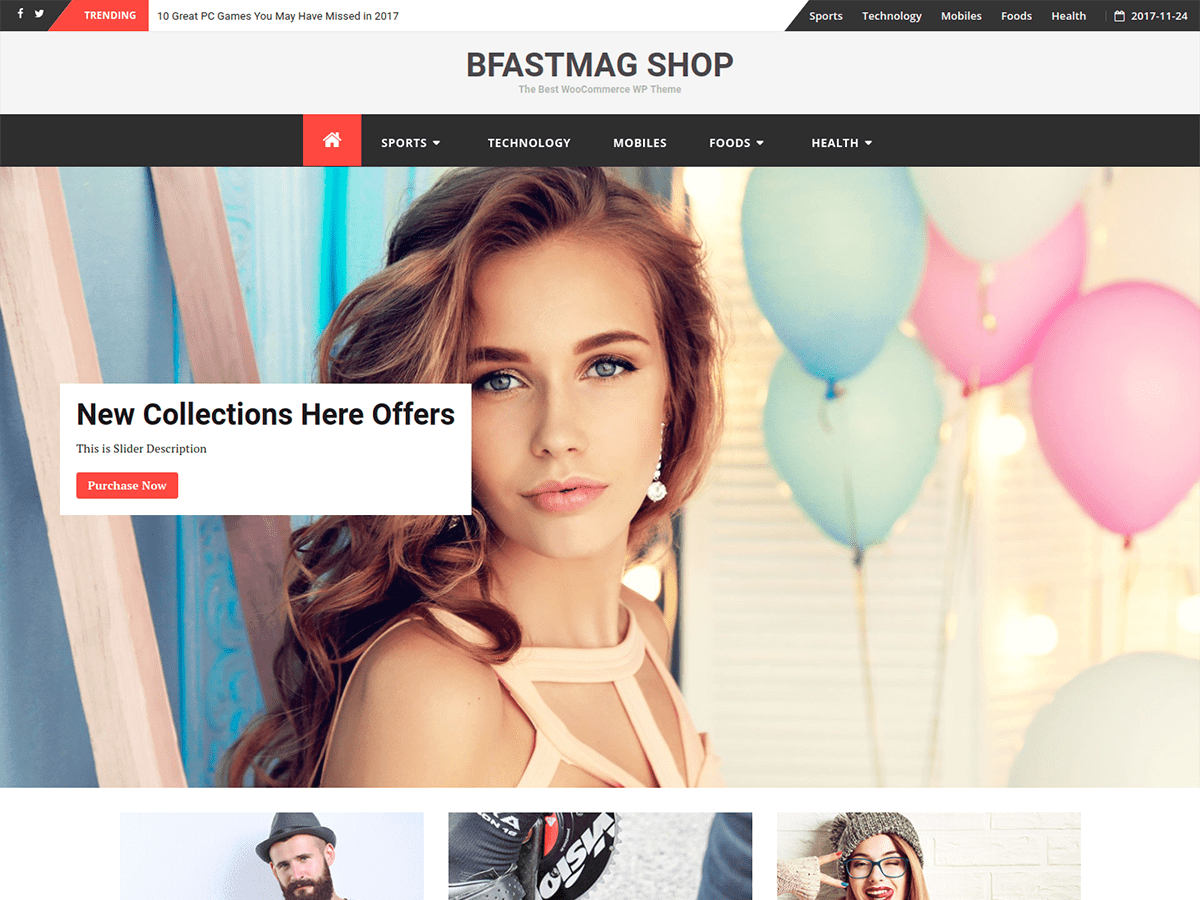 TRENDING
10 Great PC Games You May Have Missed in 2017
Sports Technology Mobiles Foods Health 2017-11-24
BFASTMAG SHOP
The Best WooCommerce WP Theme
SPORTS TECHNOLOGY MOBILES FOODS HEALTH
New Collections Here Offers
This is Slider Description
Purchase Now